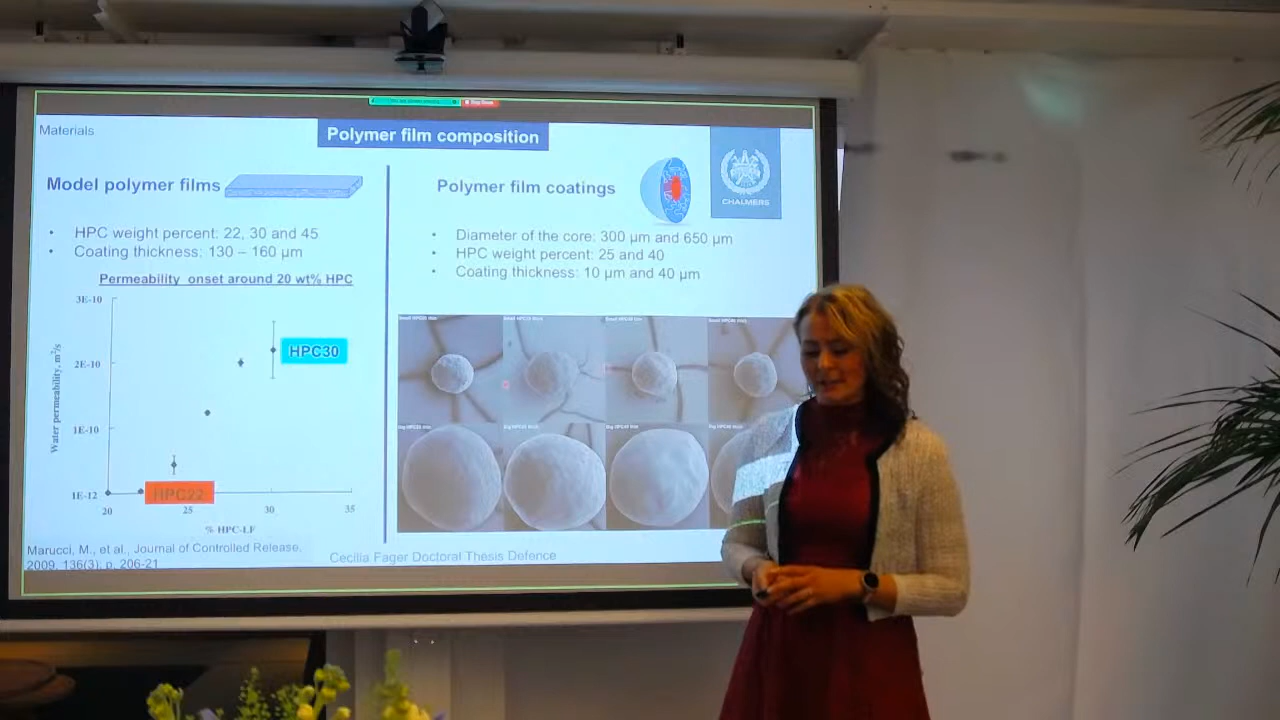 Stop Share
Materials
Polymer film composition
CHALMERS
Model polymer films
• HPC weight percent: 22, 30 and 45
• Coating thickness: 130 – 160 µm
Permeability onset around 20 wt% HPC
3E-10
2E-10
1E-10
1E-12
Water permeability, m²/s
HPC30
HPC22
20
25
30
35
% HPC-LF
Marucci, M., et al., Journal of Controlled Release.
2009. 136(3): p. 206-21
Polymer film coatings
• Diameter of the core: 300 µm and 650 µm
• HPC weight percent: 25 and 40
• Coating thickness: 10 µm and 40 µm
Cecilia Fager Doctoral Thesis Defence